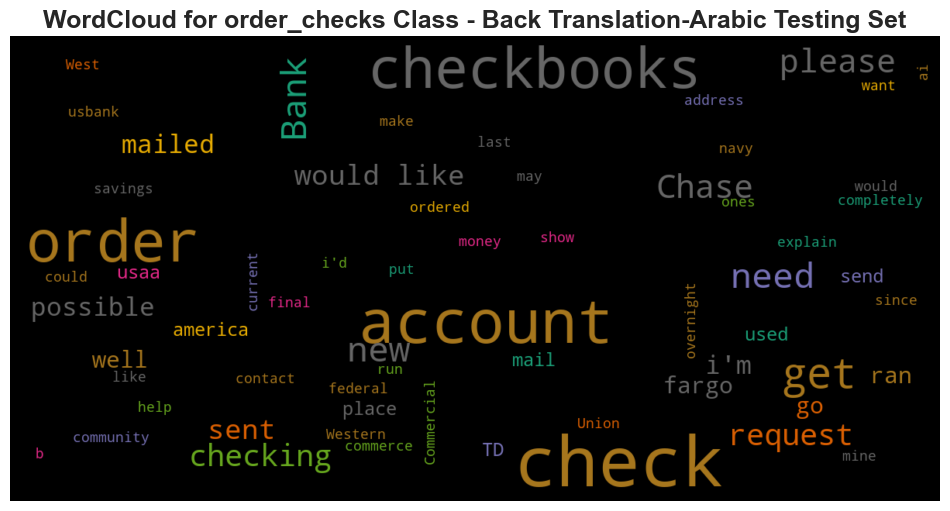 WordCloud for order_checks Class - Back Translation-Arabic Testing Set
checkbooks
please
West
Bank
ai
want
address
usbank
make
mailed
last
navy
would like
may
Chase
would
savings
ones
completely
ordered
order
money
show
explain
i'd
put
could
usaa
current
need
send
possible
final
overnight
since
america
account
used
new
mail
well
run
i'm
get
ran
like
contact
federal
fargo
help
place
Commercial
go
sent
Union
request
community
Western
commerce
b
checking
TD
check
mine